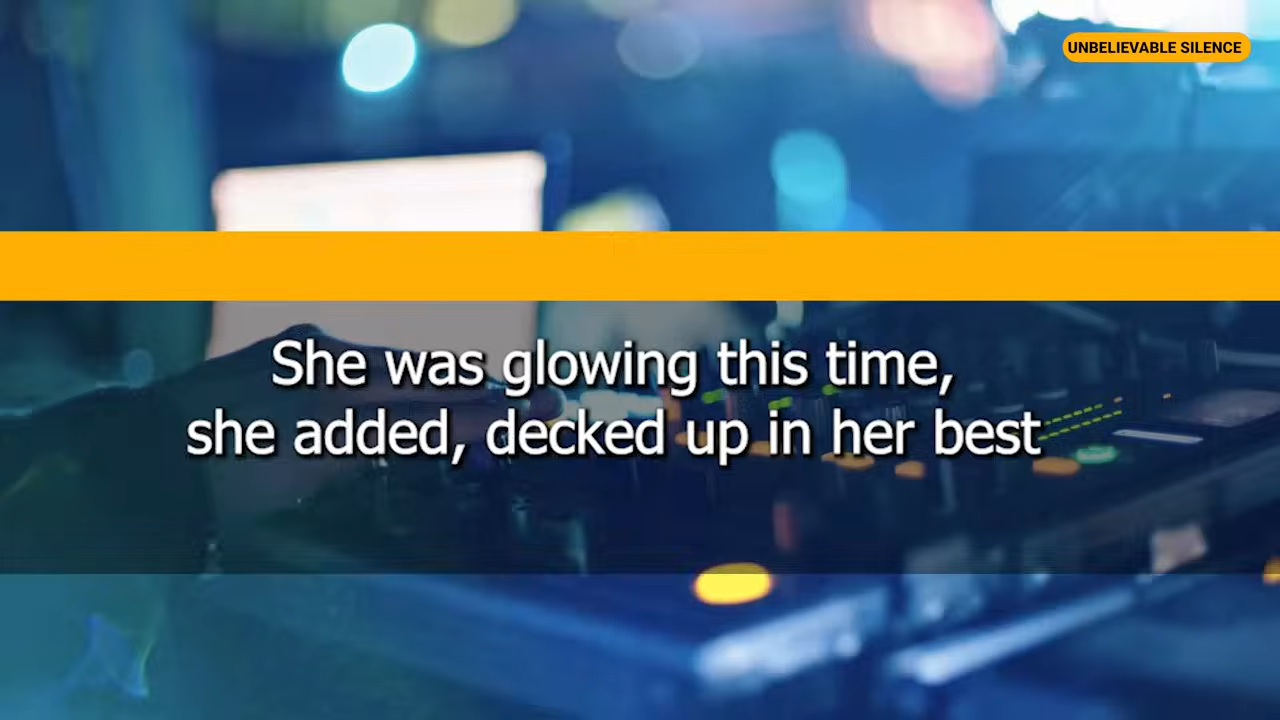 UNBELIEVABLE SILENCE
She was glowing this time,
she added, decked up in her best